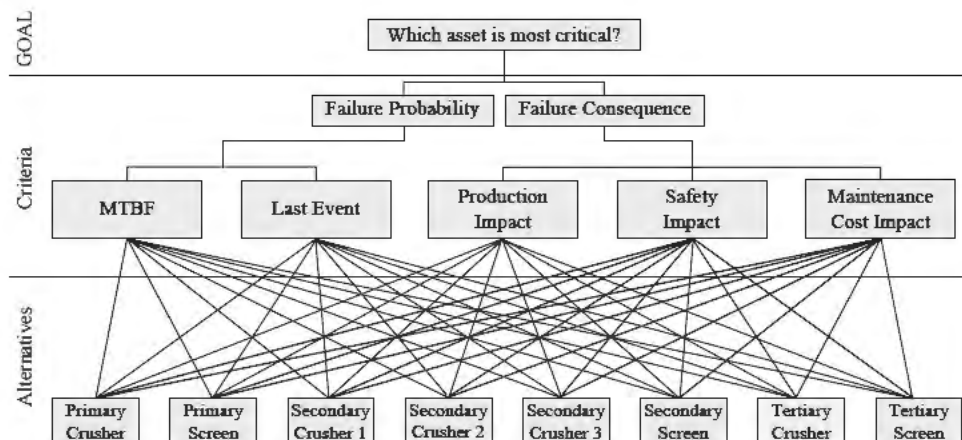 GOAL
Which asset is most critical?
Criteria
Failure Probability
Failure Consequence
MTBF
Last Event
Production
Impact
Safety
Impact
Maintenance
Cost Impact
Alternatives
Primary
Crusher
Primary
Screen
Secondary
Crusher 1
Secondary
Crusher 2
Secondary
Crusher 3
Secondary
Screen
Tertiary
Crusher
Tertiary
Screen